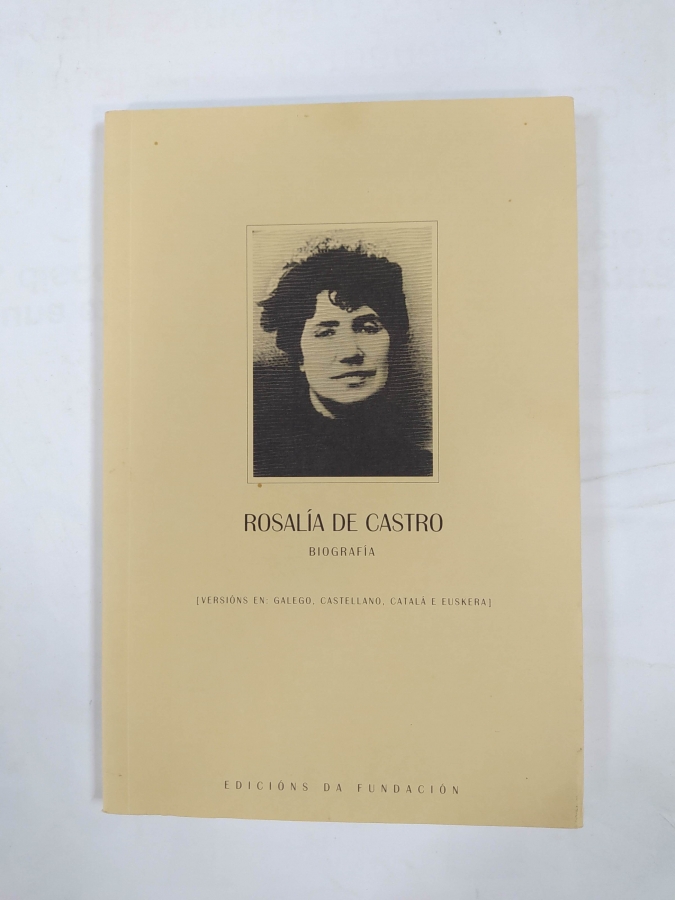 ROSALÍA DE CASTRO
BIOGRAFÍA
[VERSIÓNS EN: GALEGO, CASTELLANO, CATALÀ E EUSKERA]
EDICIÓNS DA FUNDACIÓN